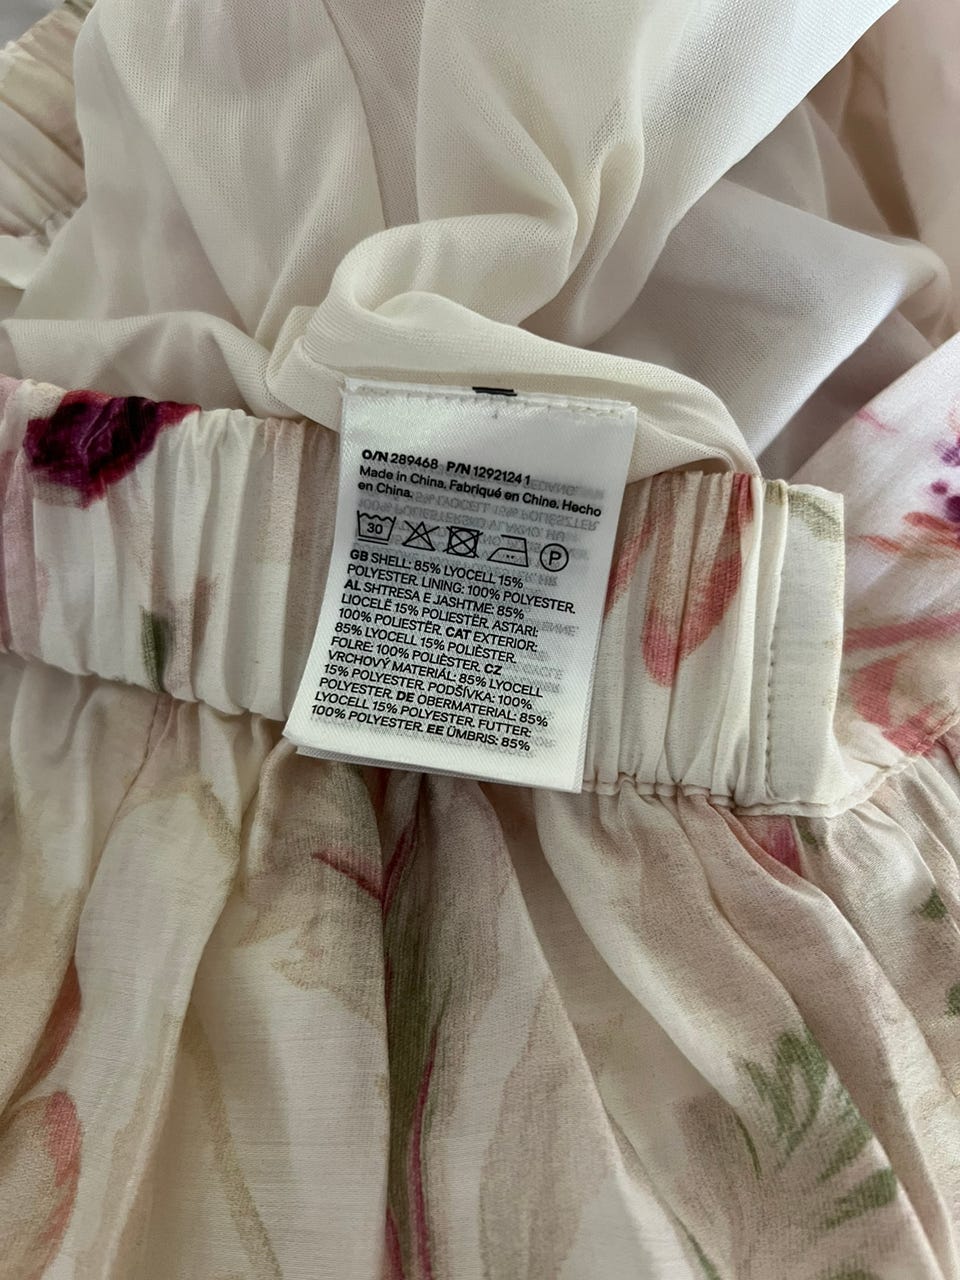 O/N 289468 P/N 1292124 1
Made in China. Fabriqué en Chine. Hecho
en China.
30
P
GB SHELL: 85% LYOCELL 15%
POLYESTER. LINING: 100% POLYESTER.
AL SHTRESA E JASHTME: 85%
LIOCELË 15% POLIESTËR. ASTARI:
100% POLIESTËR. CAT EXTERIOR:
85% LYOCELL 15% POLIÈSTER.
FOLRE: 100% POLIÈSTER. CZ
VRCHOVÝ MATERIÁL: 85% LYOCELL
15% POLYESTER. PODŠÍVKA: 100%
POLYESTER. DE OBERMATERIAL: 85%
LYOCELL 15% POLYESTER. FUTTER:
100% POLYESTER. EE ÜMBRIS: 85%